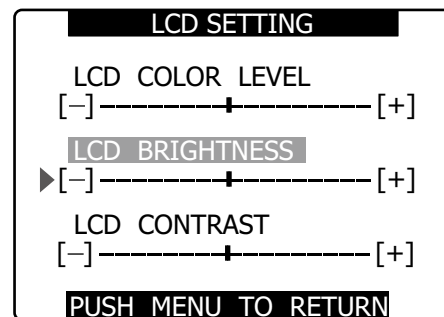 LCD SETTING
LCD COLOR LEVEL
[–] [+]
LCD BRIGHTNESS
[–] [+]
LCD CONTRAST
[–] [+]
PUSH MENU TO RETURN